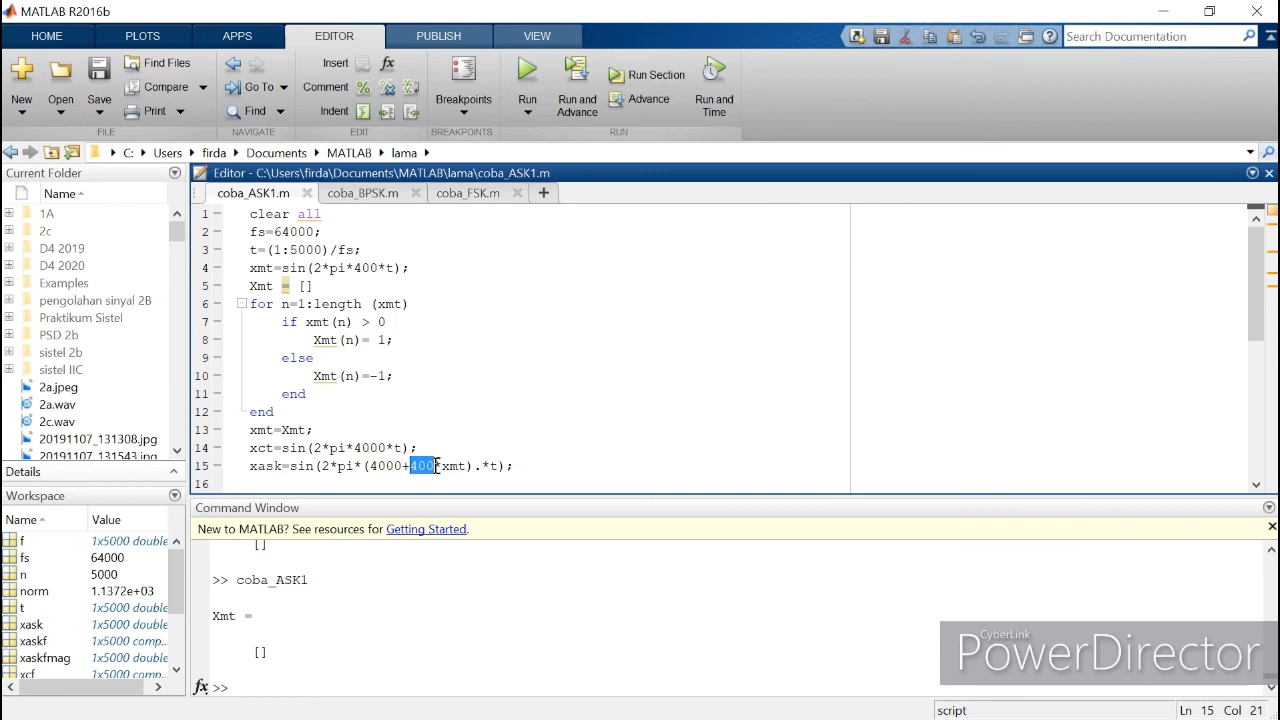 MATLAB R2016b
HOME PLOTS APPS EDITOR PUBLISH VIEW Search Documentation
New Open Save Find Files Compare Print Go To Find Insert fx Comment Indent Breakpoints Run Run and Advance Run Section Advance Run and Time
FILE NAVIGATE EDIT BREAKPOINTS RUN
C: Users firda Documents MATLAB lama
Current Folder
Name
1A
2c
D4 2019
D4 2020
Examples
pengolahan sinyal 2B
Praktikum Sistel
PSD 2b
sistel 2b
sistel IIC
2a.jpeg
2a.wav
2c.wav
20191107_131308.jpg
20191107_131543.jpg
Details
Workspace
Name Value
f 1x5000 double
fs 64000
n 5000
norm 1.1372e+03
t 1x5000 double
xask 1x5000 double
xaskf 1x5000 comp...
xaskfmag 1x5000 double
xcf 1x5000 comp...
Editor - C:\Users\firda\Documents\MATLAB\lama\coba_ASK1.m
coba_ASK1.m coba_BPSK.m coba_FSK.m
1 clear all
2 fs=64000;
3 t=(1:5000)/fs;
4 xmt=sin(2*pi*400*t);
5 Xmt = []
6 for n=1:length (xmt)
7 if xmt(n) > 0
8 Xmt(n)= 1;
9 else
10 Xmt(n)=-1;
11 end
12 end
13 xmt=Xmt;
14 xct=sin(2*pi*4000*t);
15 xask=sin(2*pi*(4000+400*xmt).*t);
16
Command Window
New to MATLAB? See resources for Getting Started.
[]
>> coba_ASK1
Xmt =
[]
fx >>
CyberLink
PowerDirector
script Ln 15 Col 21